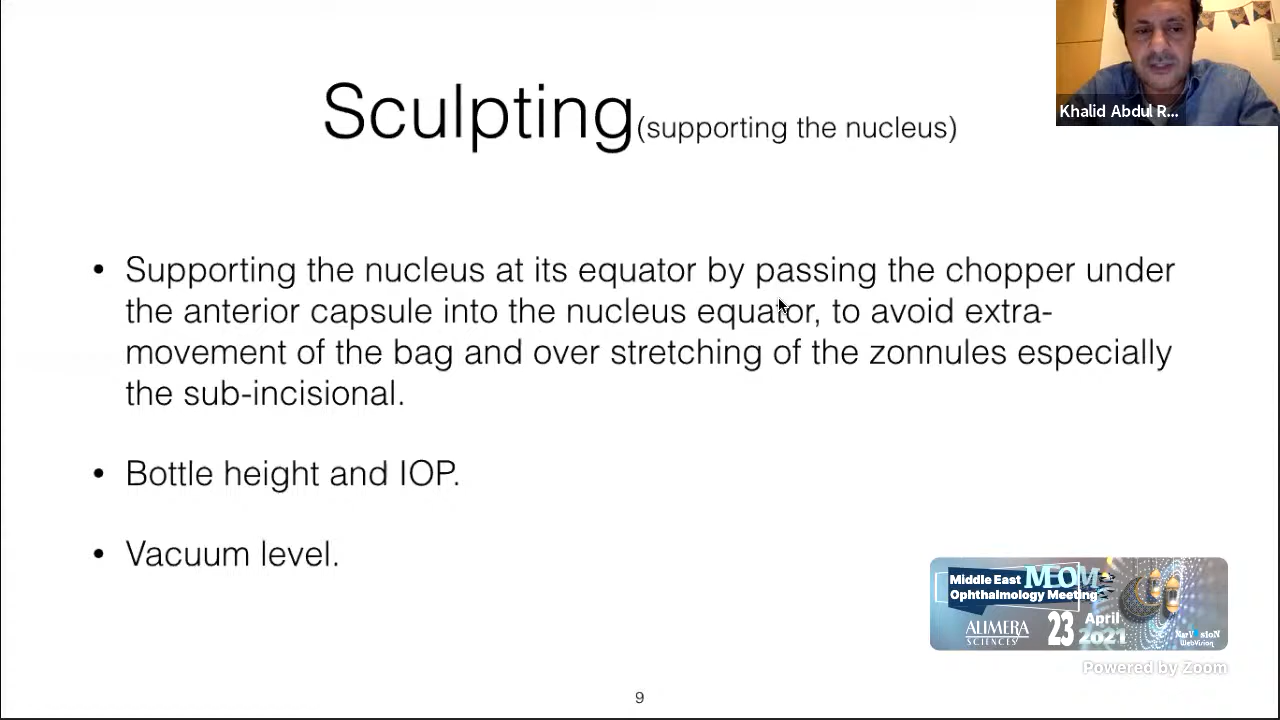 Khalid Abdul R...
Sculpting(supporting the nucleus)
• Supporting the nucleus at its equator by passing the chopper under
the anterior capsule into the nucleus equator, to avoid extra-
movement of the bag and over stretching of the zonnules especially
the sub-incisional.
• Bottle height and IOP.
• Vacuum level.
Middle East MEOM
Ophthalmology Meeting
ALIMERA
SCIENCES
23 April
2021
WebVision
Powered by Zoom
9